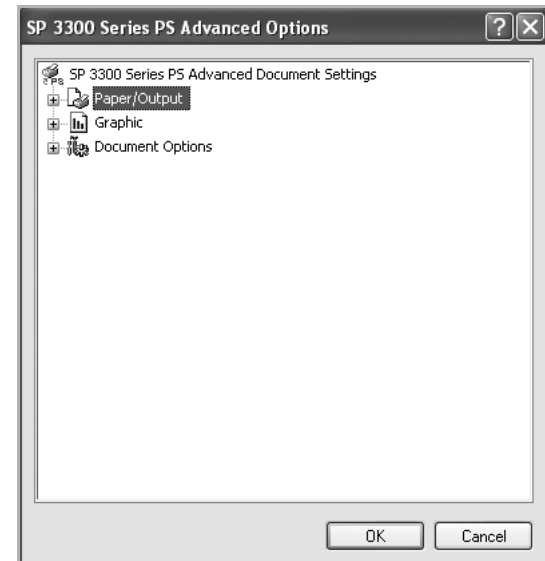 SP 3300 Series PS Advanced Options
SP 3300 Series PS Advanced Document Settings
Paper/Output
Graphic
Document Options
OK
Cancel